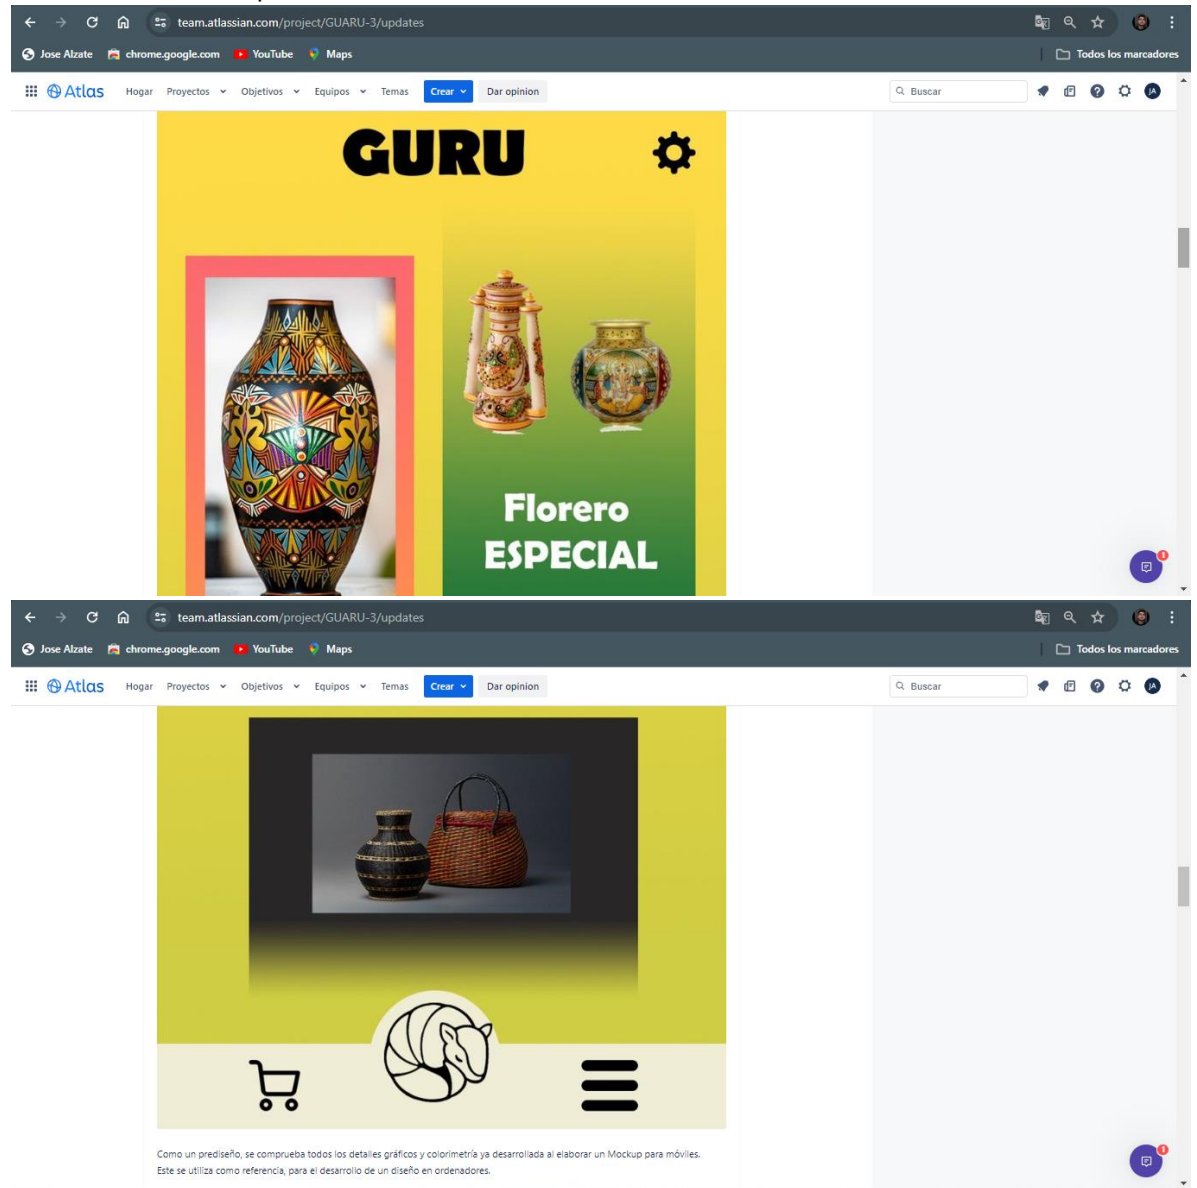 team.atlassian.com/project/GUARU-3/updates
Jose Alzate chrome.google.com YouTube Maps Todos los marcadores
Atlas Hogar Proyectos Objetivos Equipos Temas Crear Dar opinion Buscar JA
GURU
Florero
ESPECIAL
1
team.atlassian.com/project/GUARU-3/updates
Jose Alzate chrome.google.com YouTube Maps Todos los marcadores
Atlas Hogar Proyectos Objetivos Equipos Temas Crear Dar opinion Buscar JA
Como un prediseño, se comprueba todos los detalles gráficos y colorimetría ya desarrollada al elaborar un Mockup para móviles.
Este se utiliza como referencia, para el desarrollo de un diseño en ordenadores.
1